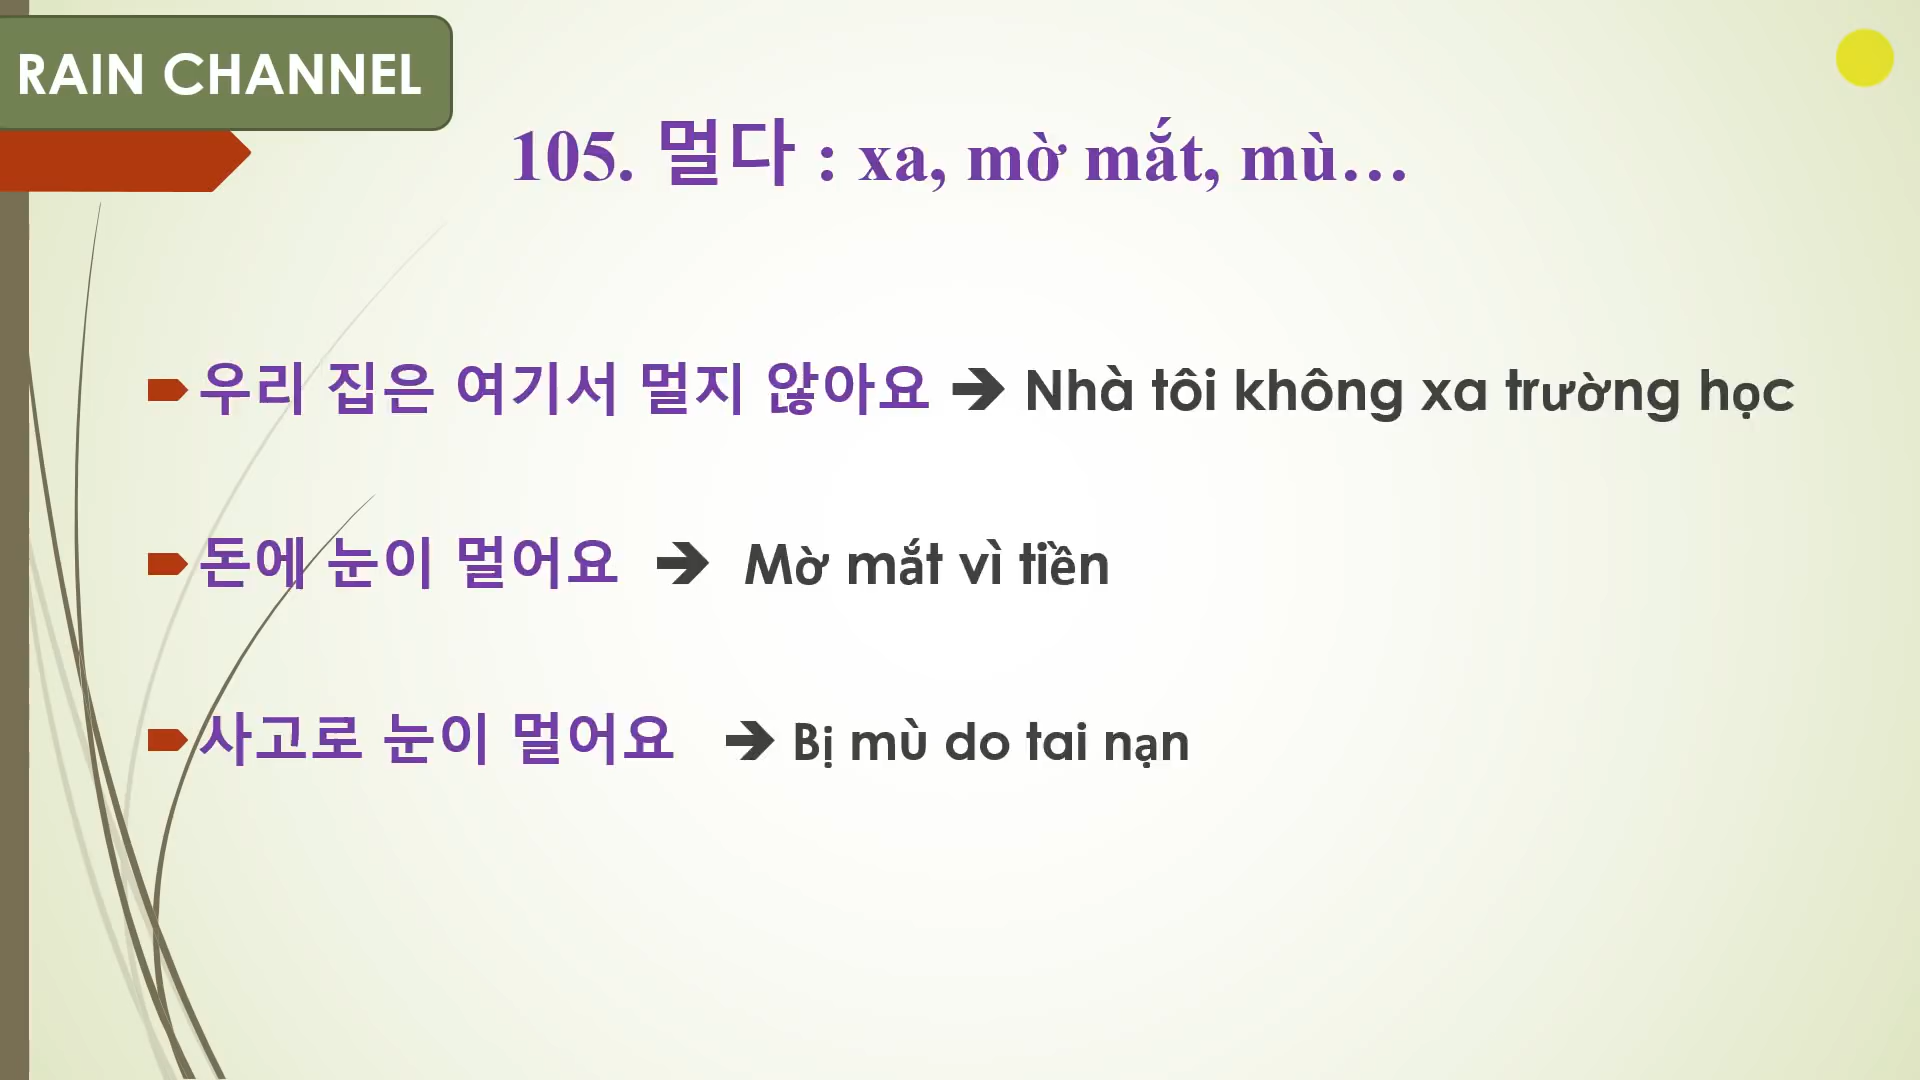 RAIN CHANNEL
105. 멀다 : xa, mờ mắt, mù…
우리 집은 여기서 멀지 않아요 ➔ Nhà tôi không xa trường học
돈에 눈이 멀어요 ➔ Mờ mắt vì tiền
사고로 눈이 멀어요 ➔ Bị mù do tai nạn